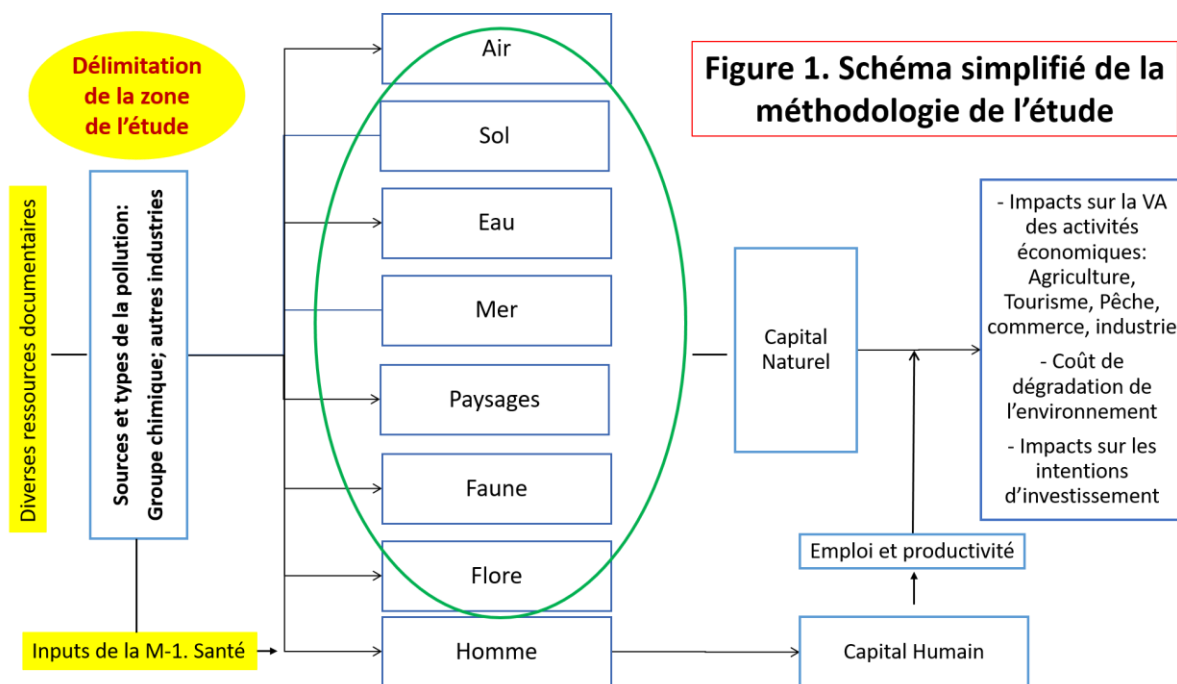 Délimitation
de la zone
de l’étude
Figure 1. Schéma simplifié de la
méthodologie de l’étude
Diverses ressources documentaires
Sources et types de la pollution:
Groupe chimique; autres industries
Inputs de la M-1. Santé
Air
Sol
Eau
Mer
Paysages
Faune
Flore
Homme
Capital
Naturel
Capital Humain
Emploi et productivité
- Impacts sur la VA
des activités
économiques:
Agriculture,
Tourisme, Pêche,
commerce, industrie
- Coût de
dégradation de
l’environnement
- Impacts sur les
intentions
d’investissement